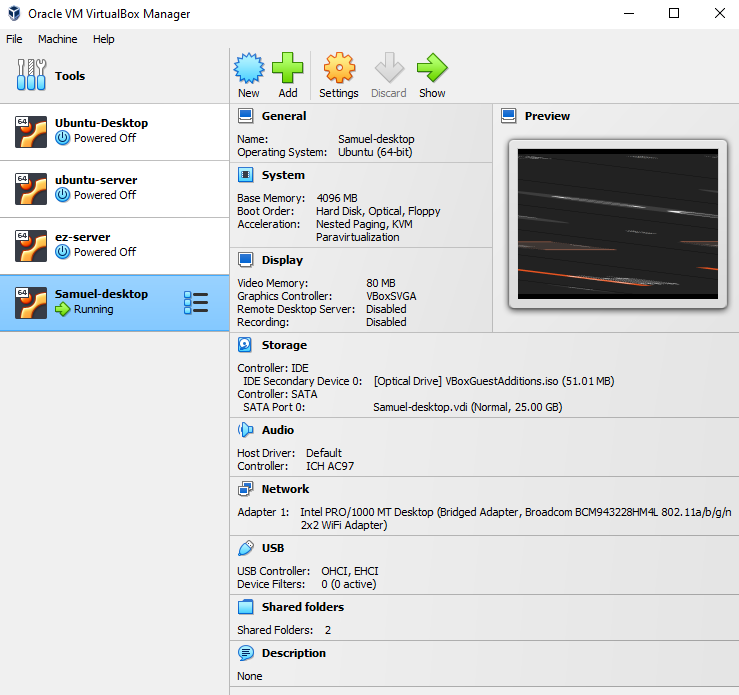 Oracle VM VirtualBox Manager
File Machine Help
Tools
New Add Settings Discard Show
64 Ubuntu-Desktop
Powered Off
64 ubuntu-server
Powered Off
64 ez-server
Powered Off
64 Samuel-desktop
Running
General
Name: Samuel-desktop
Operating System: Ubuntu (64-bit)
System
Base Memory: 4096 MB
Boot Order: Hard Disk, Optical, Floppy
Acceleration: Nested Paging, KVM
Paravirtualization
Display
Video Memory: 80 MB
Graphics Controller: VBoxSVGA
Remote Desktop Server: Disabled
Recording: Disabled
Preview
Storage
Controller: IDE
IDE Secondary Device 0: [Optical Drive] VBoxGuestAdditions.iso (51.01 MB)
Controller: SATA
SATA Port 0: Samuel-desktop.vdi (Normal, 25.00 GB)
Audio
Host Driver: Default
Controller: ICH AC97
Network
Adapter 1: Intel PRO/1000 MT Desktop (Bridged Adapter, Broadcom BCM943228HM4L 802.11a/b/g/n
2x2 WiFi Adapter)
USB
USB Controller: OHCI, EHCI
Device Filters: 0 (0 active)
Shared folders
Shared Folders: 2
Description
None